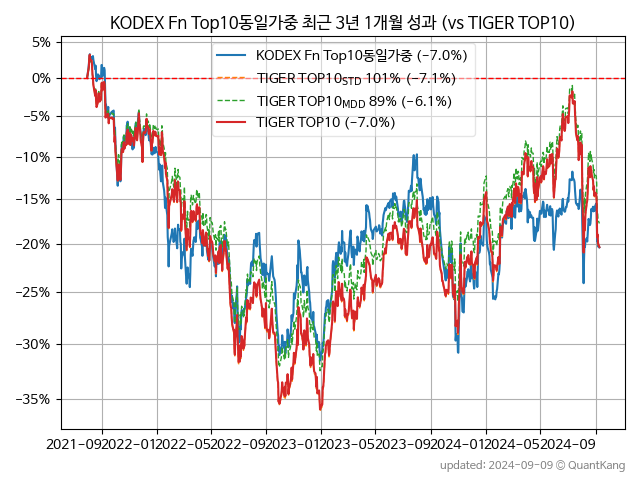 KODEX Fn Top10동일가중 최근 3년 1개월 성과 (vs TIGER TOP10)
5%
0%
−5%
−10%
−15%
−20%
−25%
−30%
−35%
KODEX Fn Top10동일가중 (−7.0%)
TIGER TOP10STD 101% (−7.1%)
TIGER TOP10MDD 89% (−6.1%)
TIGER TOP10 (−7.0%)
2021-09 2022-01 2022-05 2022-09 2023-01 2023-05 2023-09 2024-01 2024-05 2024-09
updated: 2024-09-09 © QuantKang